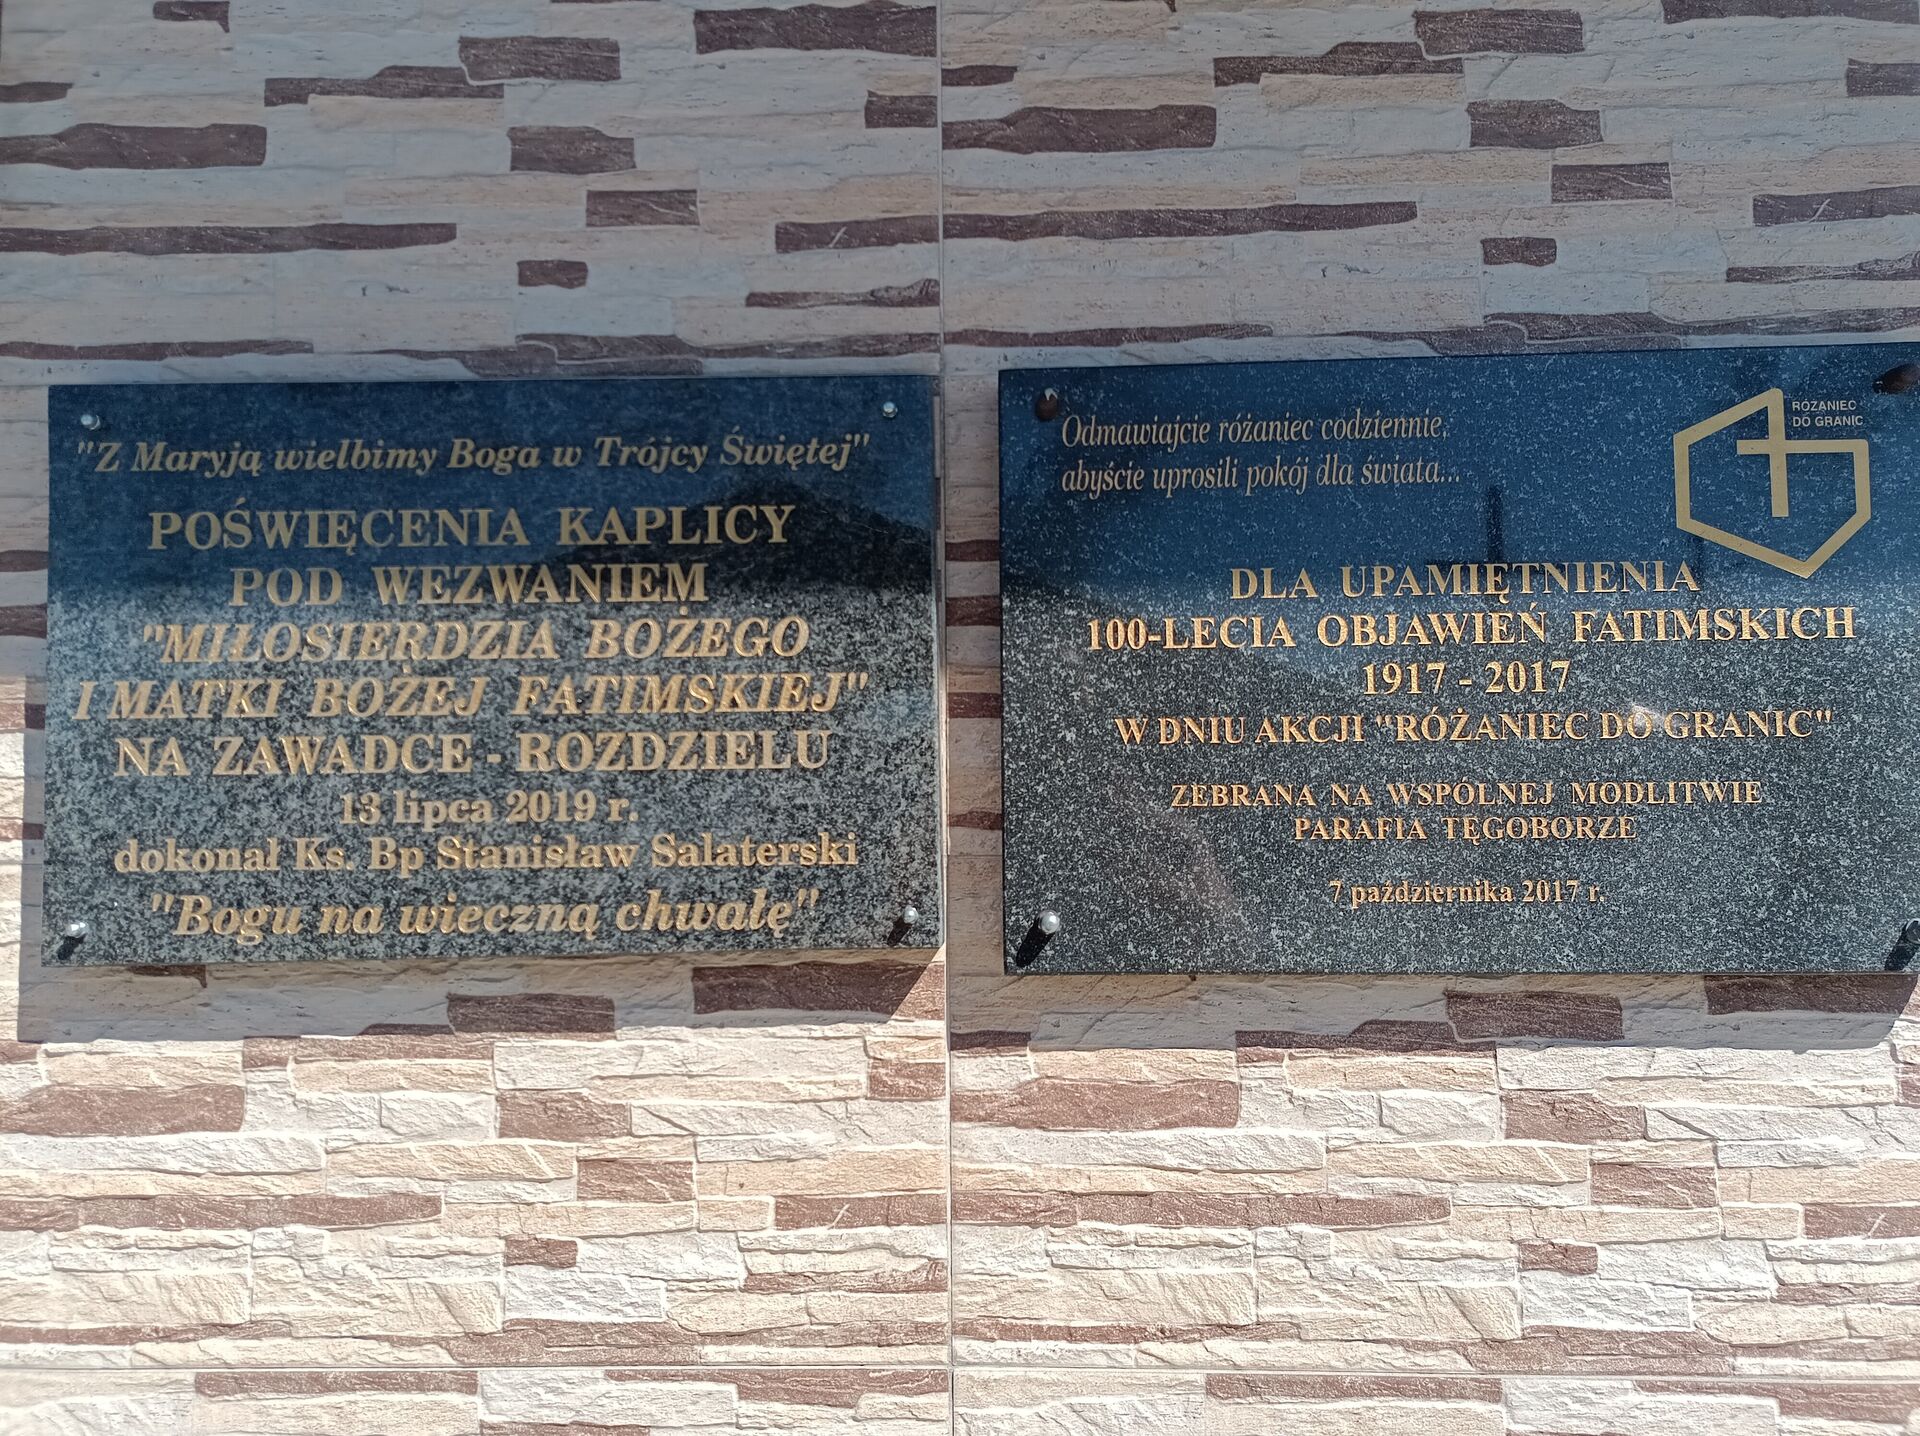 "Z Maryją wielbimy Boga w Trójcy Świętej"
POŚWIĘCENIA KAPLICY
POD WEZWANIEM
"MIŁOSIERDZIA BOŻEGO
I MATKI BOŻEJ FATIMSKIEJ"
NA ZAWADCE - ROZDZIELU
13 lipca 2019 r.
dokonał Ks. Bp Stanisław Salaterski
"Bogu na wieczną chwałę"
Odmawiajcie różaniec codziennie,
abyście uprosili pokój dla świata...
RÓŻANIEC
DO GRANIC
DLA UPAMIĘTNIENIA
100-LECIA OBJAWIEŃ FATIMSKICH
1917 - 2017
W DNIU AKCJI "RÓŻANIEC DO GRANIC"
ZEBRANA NA WSPÓLNEJ MODLITWIE
PARAFIA TĘGOBORZE
7 października 2017 r.